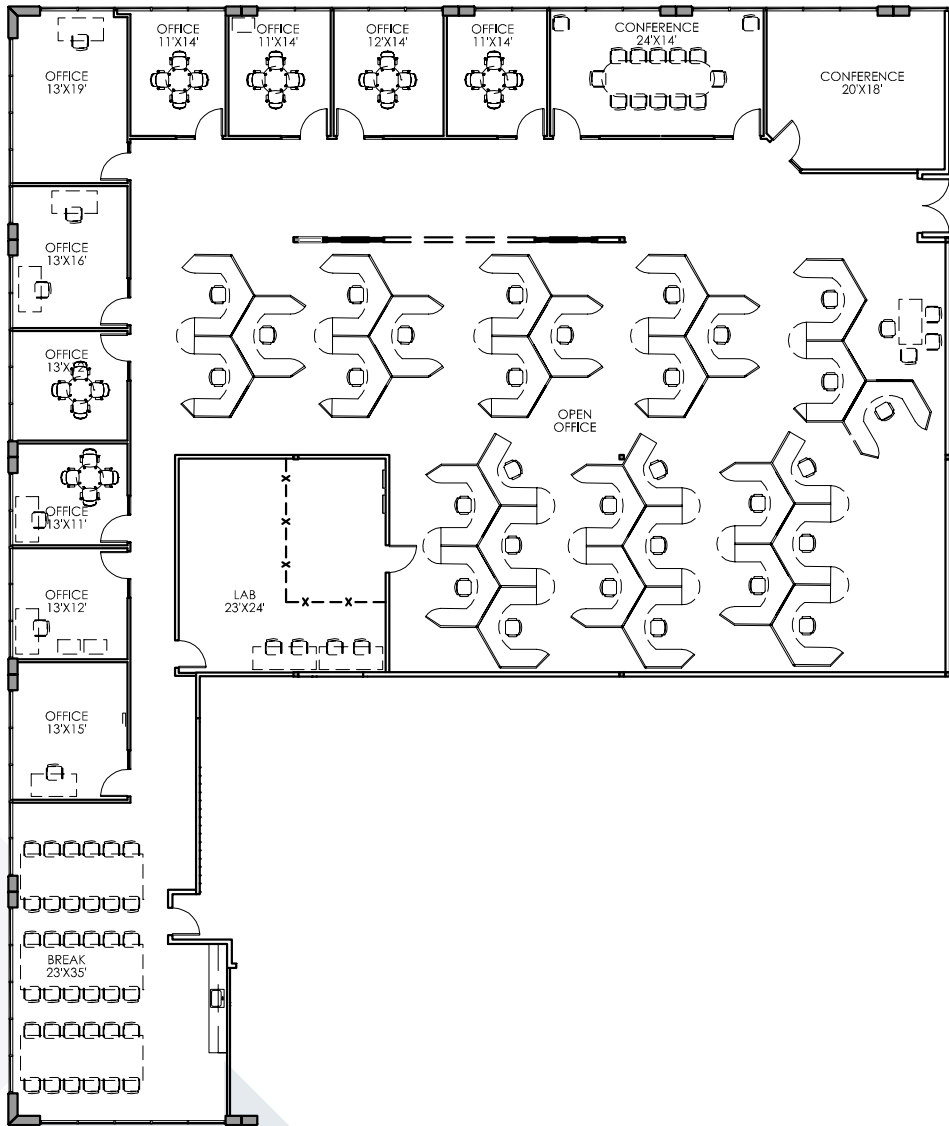 OFFICE
13'X19'
OFFICE
11'X14'
OFFICE
11'X14'
OFFICE
12'X14'
OFFICE
11'X14'
CONFERENCE
24'X14'
CONFERENCE
20'X18'
OFFICE
13'X16'
OFFICE
OPEN
OFFICE
OFFICE
13'X11'
LAB
23'X24'
OFFICE
13'X12'
OFFICE
13'X15'
BREAK
23'X35'